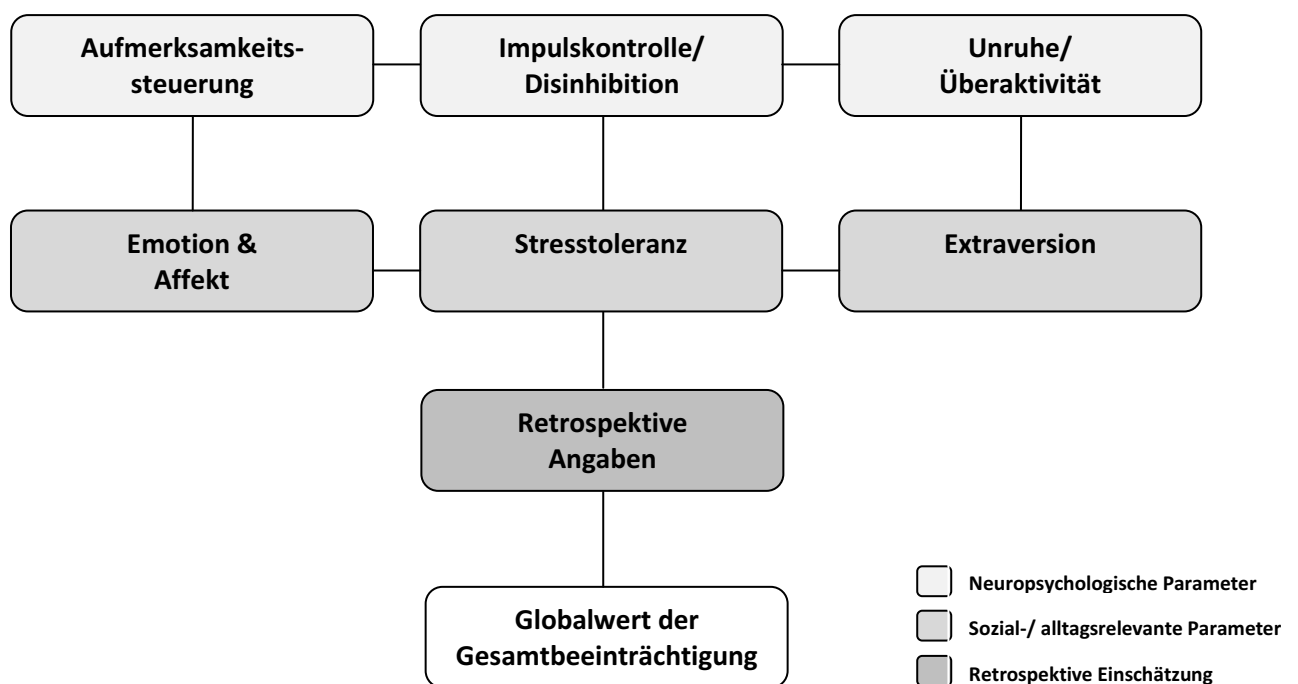 Aufmerksamkeits-
steuerung
Impulskontrolle/
Disinhibition
Unruhe/
Überaktivität
Emotion &
Affekt
Stresstoleranz
Extraversion
Retrospektive
Angaben
Globalwert der
Gesamtbeeinträchtigung
Neuropsychologische Parameter
Sozial-/ alltagsrelevante Parameter
Retrospektive Einschätzung